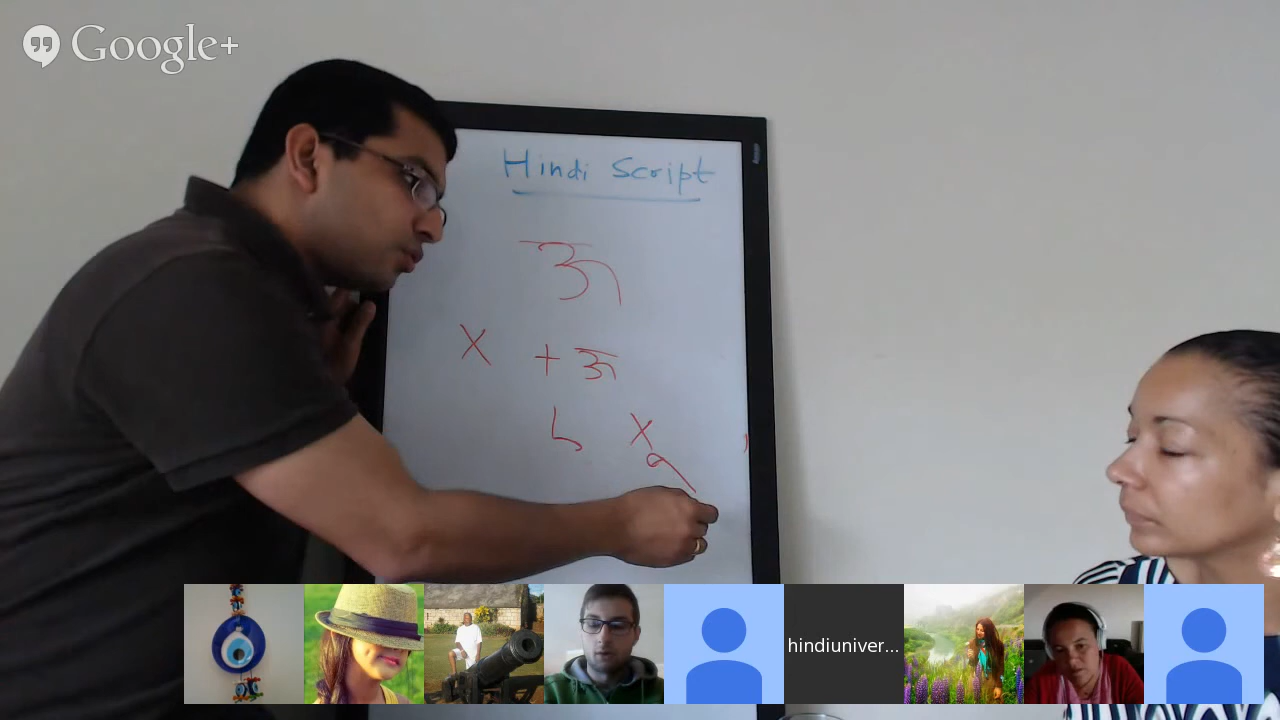 Google+
Hindi Script
अ
X + अ
X
hindiuniver...